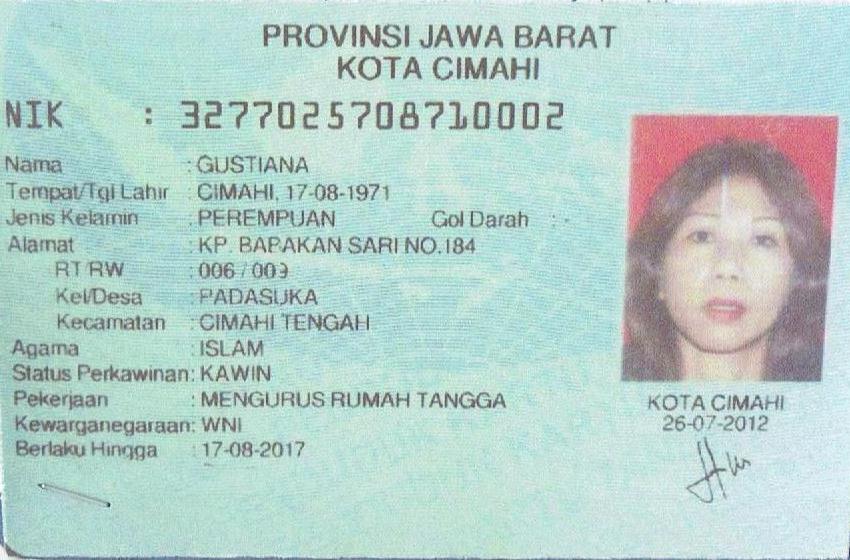 PROVINSI JAWA BARAT
KOTA CIMAHI
NIK : 3277025708710002
Nama : GUSTIANA
Tempat/Tgl Lahir : CIMAHI, 17-08-1971
Jenis Kelamin : PEREMPUAN Gol Darah : -
Alamat : KP. BAPAKAN SARI NO.184
RT/RW : 006 / 009
Kel/Desa : PADASUKA
Kecamatan : CIMAHI TENGAH
Agama : ISLAM
Status Perkawinan: KAWIN
Pekerjaan : MENGURUS RUMAH TANGGA
Kewarganegaraan: WNI
Berlaku Hingga : 17-08-2017
KOTA CIMAHI
26-07-2012